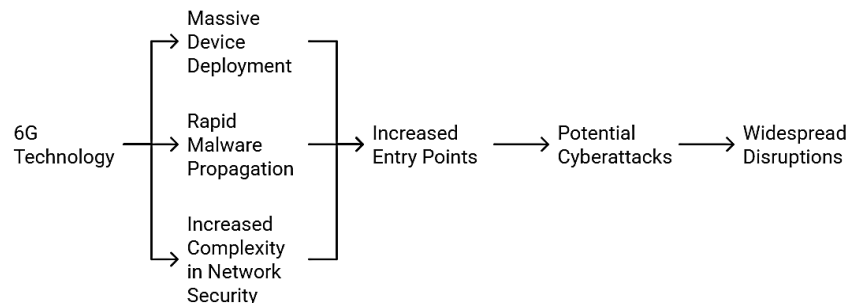 6G
Technology
Massive
Device
Deployment
Rapid
Malware
Propagation
Increased
Complexity
in Network
Security
Increased
Entry Points
Potential
Cyberattacks
Widespread
Disruptions